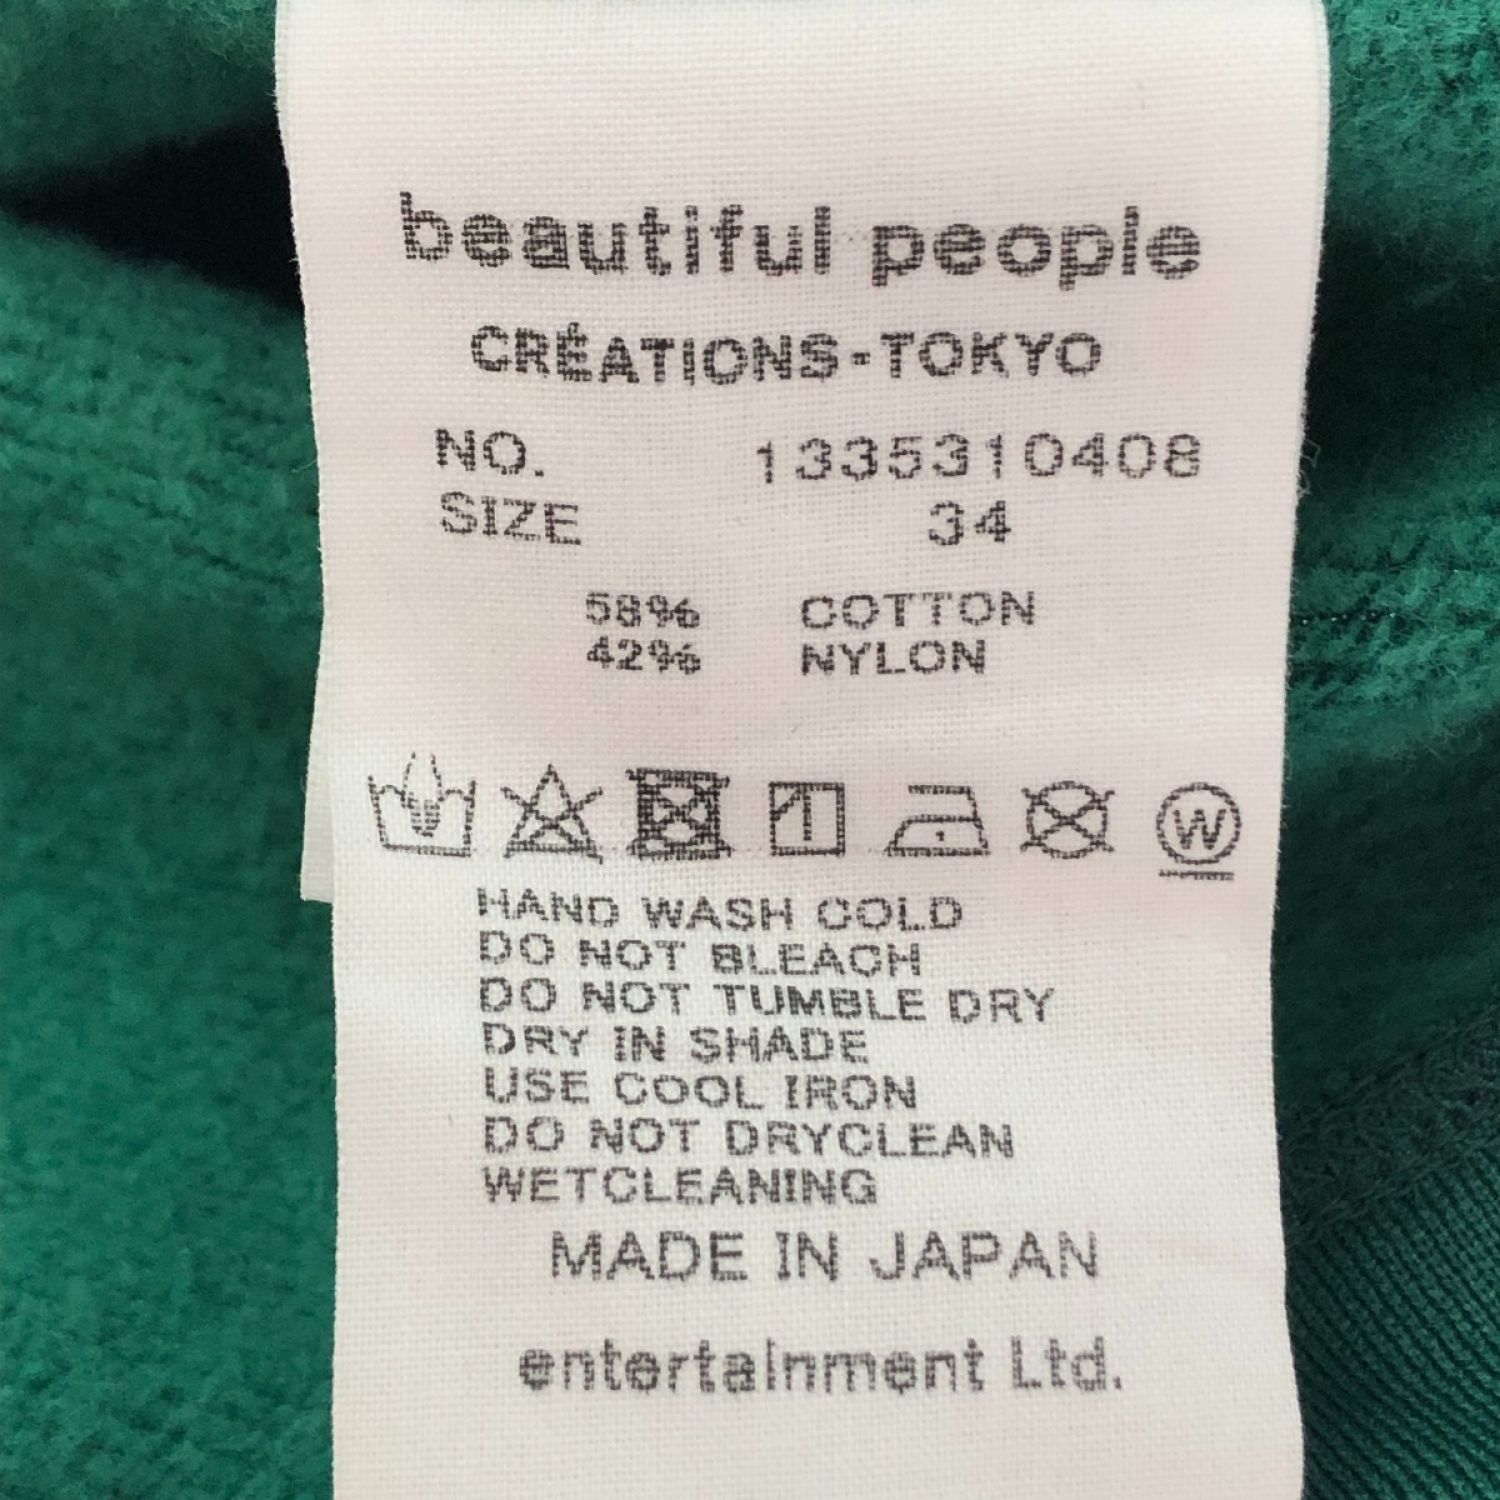 beautiful people
CRÉATIONS-TOKYO
NO. 1335310408
SIZE 34
58% COTTON
42% NYLON
W
HAND WASH COLD
DO NOT BLEACH
DO NOT TUMBLE DRY
DRY IN SHADE
USE COOL IRON
DO NOT DRYCLEAN
WETCLEANING
MADE IN JAPAN
entertainment Ltd.